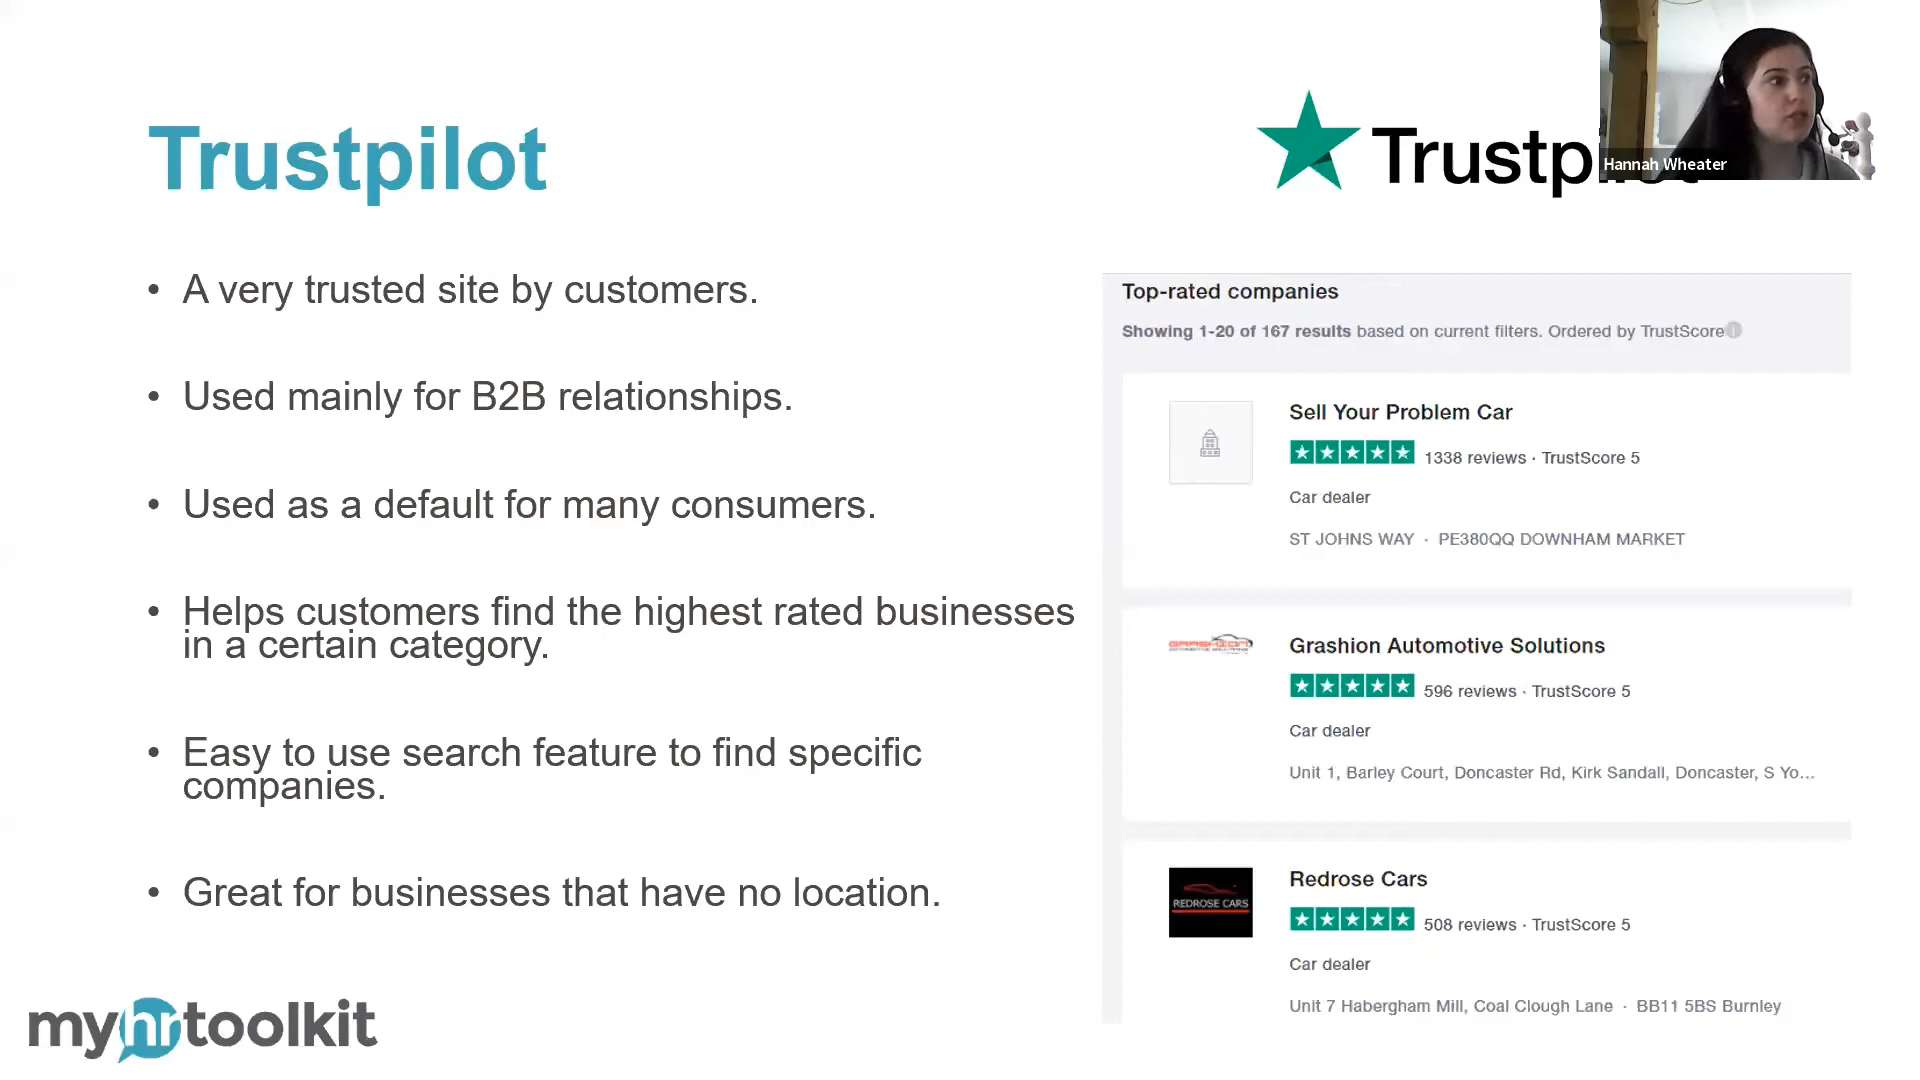 Trustpilot
Trustpilot
Hannah Wheater
• A very trusted site by customers.
• Used mainly for B2B relationships.
• Used as a default for many consumers.
• Helps customers find the highest rated businesses
in a certain category.
• Easy to use search feature to find specific
companies.
• Great for businesses that have no location.
Top-rated companies
Showing 1-20 of 167 results based on current filters. Ordered by TrustScore
Sell Your Problem Car
1338 reviews · TrustScore 5
Car dealer
ST JOHNS WAY · PE380QQ DOWNHAM MARKET
GRASHION
Grashion Automotive Solutions
596 reviews · TrustScore 5
Car dealer
Unit 1, Barley Court, Doncaster Rd, Kirk Sandall, Doncaster, S Yo...
REDROSE CARS
Redrose Cars
508 reviews · TrustScore 5
Car dealer
Unit 7 Habergham Mill, Coal Clough Lane · BB11 5BS Burnley
myhrtoolkit